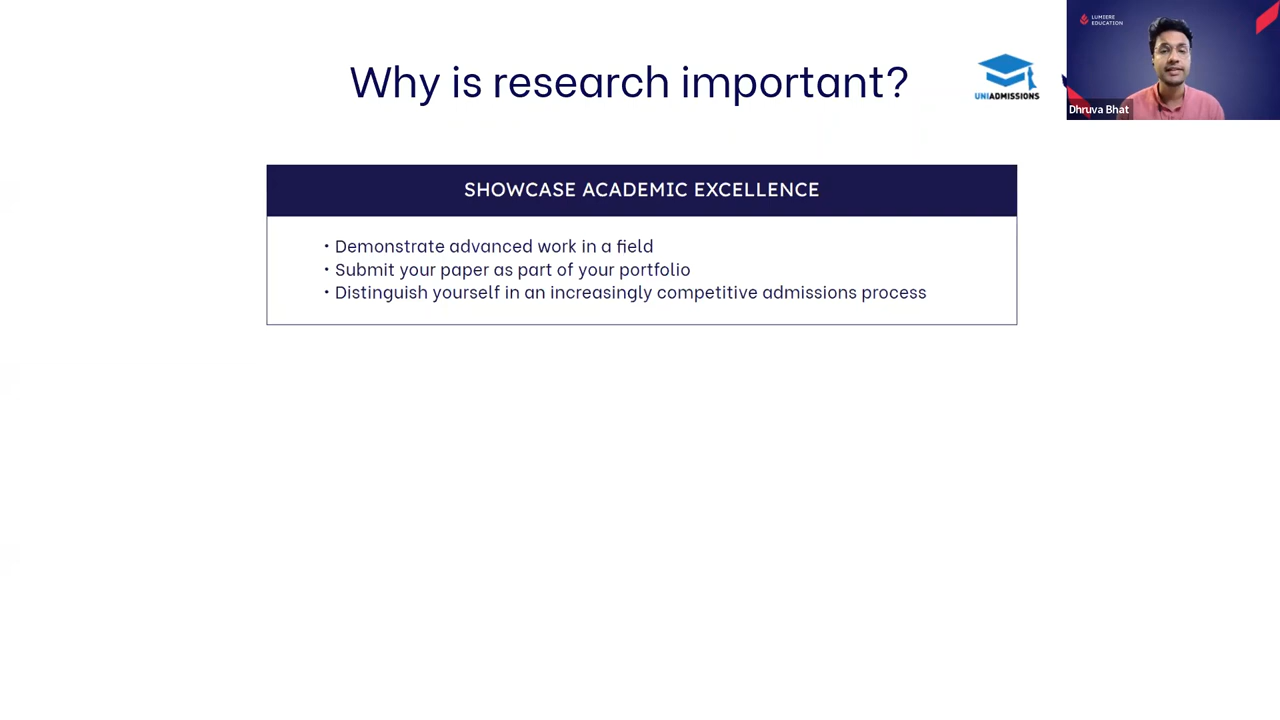 Why is research important?
UNIADMISSIONS
LUMIERE
EDUCATION
Dhruva Bhat
SHOWCASE ACADEMIC EXCELLENCE
• Demonstrate advanced work in a field
• Submit your paper as part of your portfolio
• Distinguish yourself in an increasingly competitive admissions process